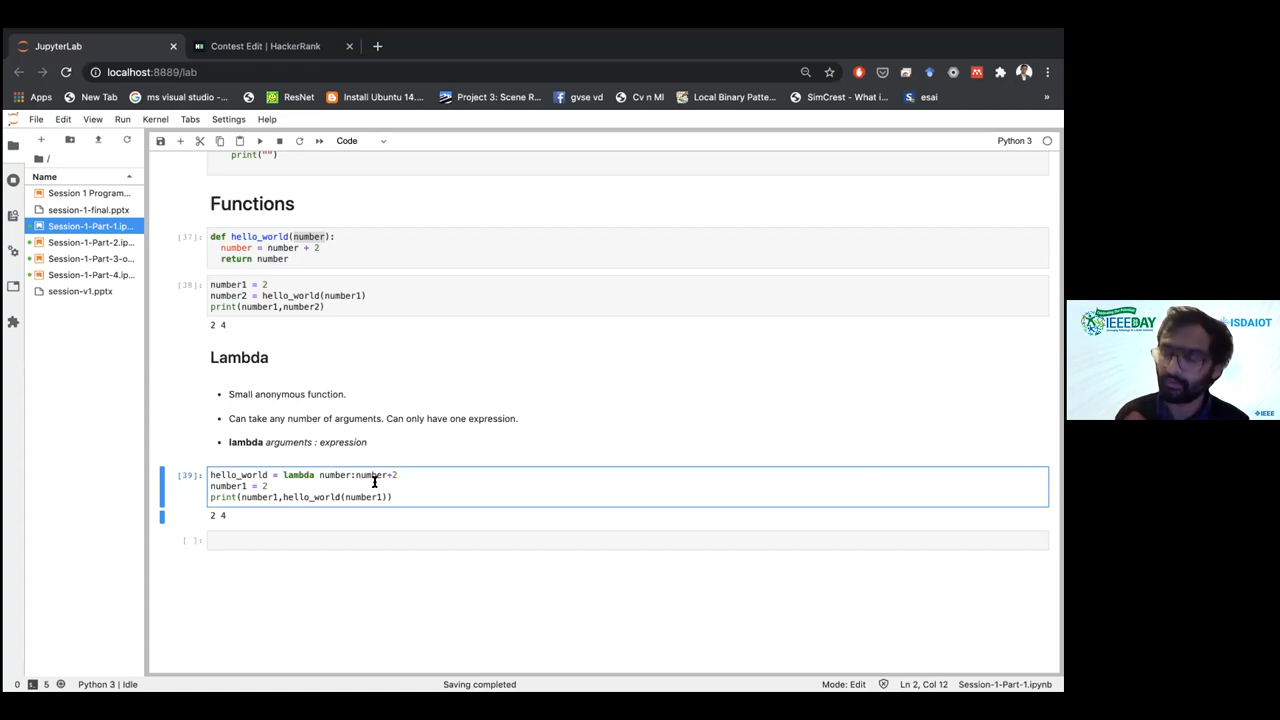 JupyterLab
Contest Edit | HackerRank
localhost:8889/lab
Apps
New Tab
ms visual studio -...
ResNet
Install Ubuntu 14....
Project 3: Scene R...
gvse vd
Cv n Ml
Local Binary Patte...
SimCrest - What i...
esai
»
File Edit View Run Kernel Tabs Settings Help
Code
Python 3
/
Name
Session 1 Program...
session-1-final.pptx
Session-1-Part-1.ip...
Session-1-Part-2.ip...
Session-1-Part-3-o...
Session-1-Part-4.ip...
session-v1.pptx
print("")
Functions
[37]:
def hello_world(number):
number = number + 2
return number
[38]:
number1 = 2
number2 = hello_world(number1)
print(number1,number2)
2 4
Lambda
• Small anonymous function.
• Can take any number of arguments. Can only have one expression.
• lambda arguments : expression
[39]:
hello_world = lambda number:number+2
number1 = 2
print(number1,hello_world(number1))
2 4
[ ]:
IEEEDAY
ISDAIOT
IEEE
0
5
Python 3 | Idle
Saving completed
Mode: Edit
Ln 2, Col 12
Session-1-Part-1.ipynb